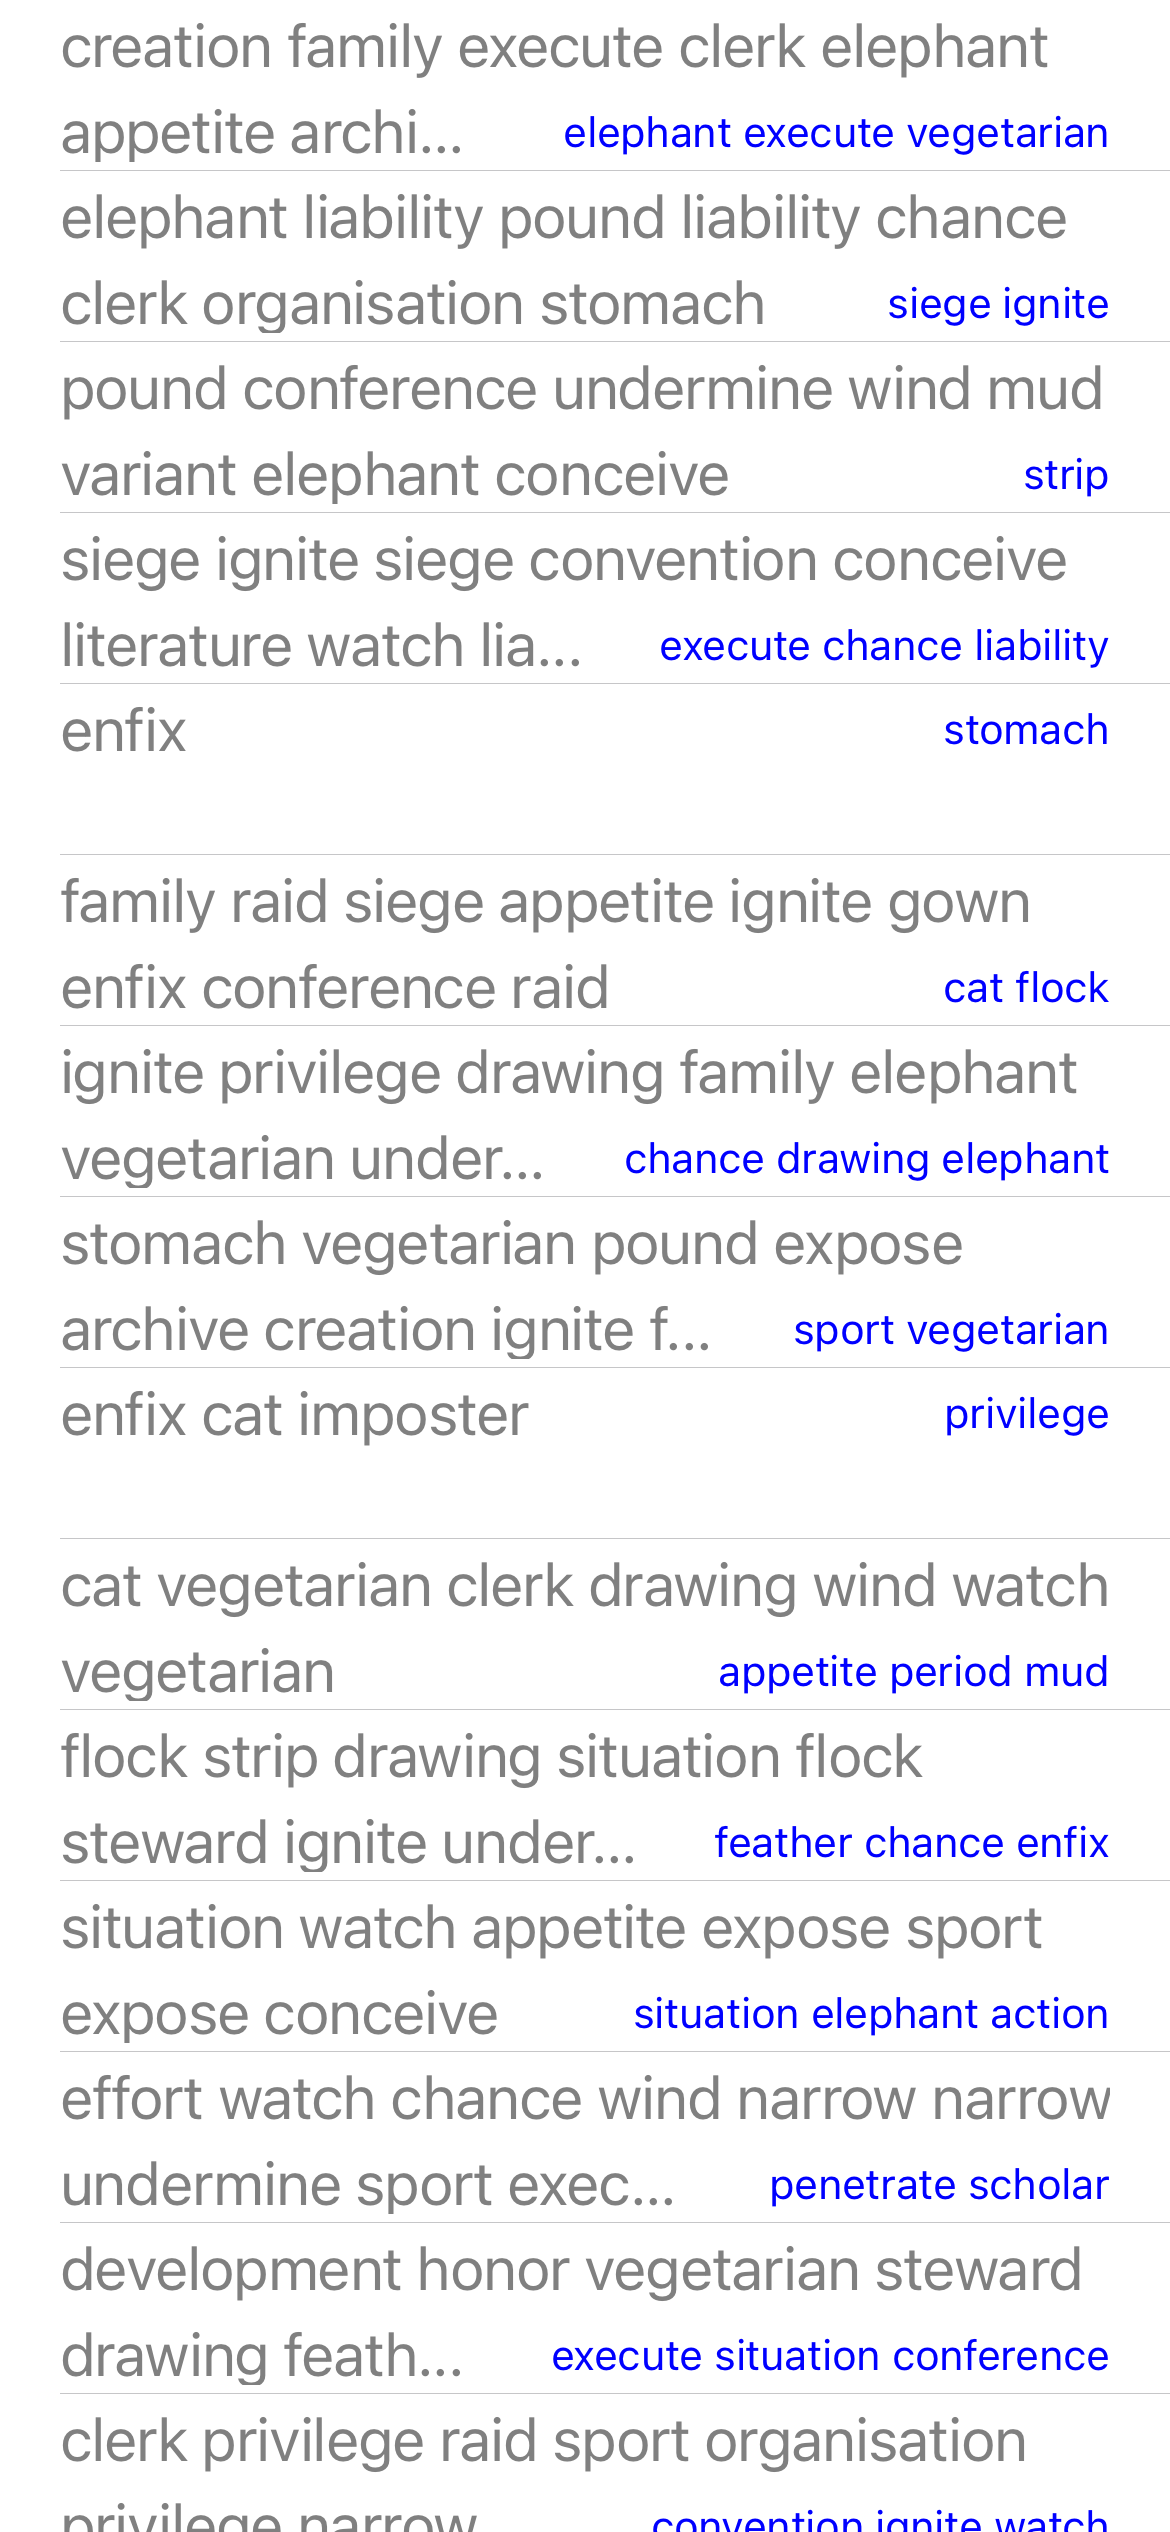 creation family execute clerk elephant
appetite archi... elephant execute vegetarian
elephant liability pound liability chance
clerk organisation stomach siege ignite
pound conference undermine wind mud
variant elephant conceive strip
siege ignite siege convention conceive
literature watch lia... execute chance liability
enfix stomach
family raid siege appetite ignite gown
enfix conference raid cat flock
ignite privilege drawing family elephant
vegetarian under... chance drawing elephant
stomach vegetarian pound expose
archive creation ignite f... sport vegetarian
enfix cat imposter privilege
cat vegetarian clerk drawing wind watch
vegetarian appetite period mud
flock strip drawing situation flock
steward ignite under... feather chance enfix
situation watch appetite expose sport
expose conceive situation elephant action
effort watch chance wind narrow narrow
undermine sport exec... penetrate scholar
development honor vegetarian steward
drawing feath... execute situation conference
clerk privilege raid sport organisation
privilege narrow convention ignite watch